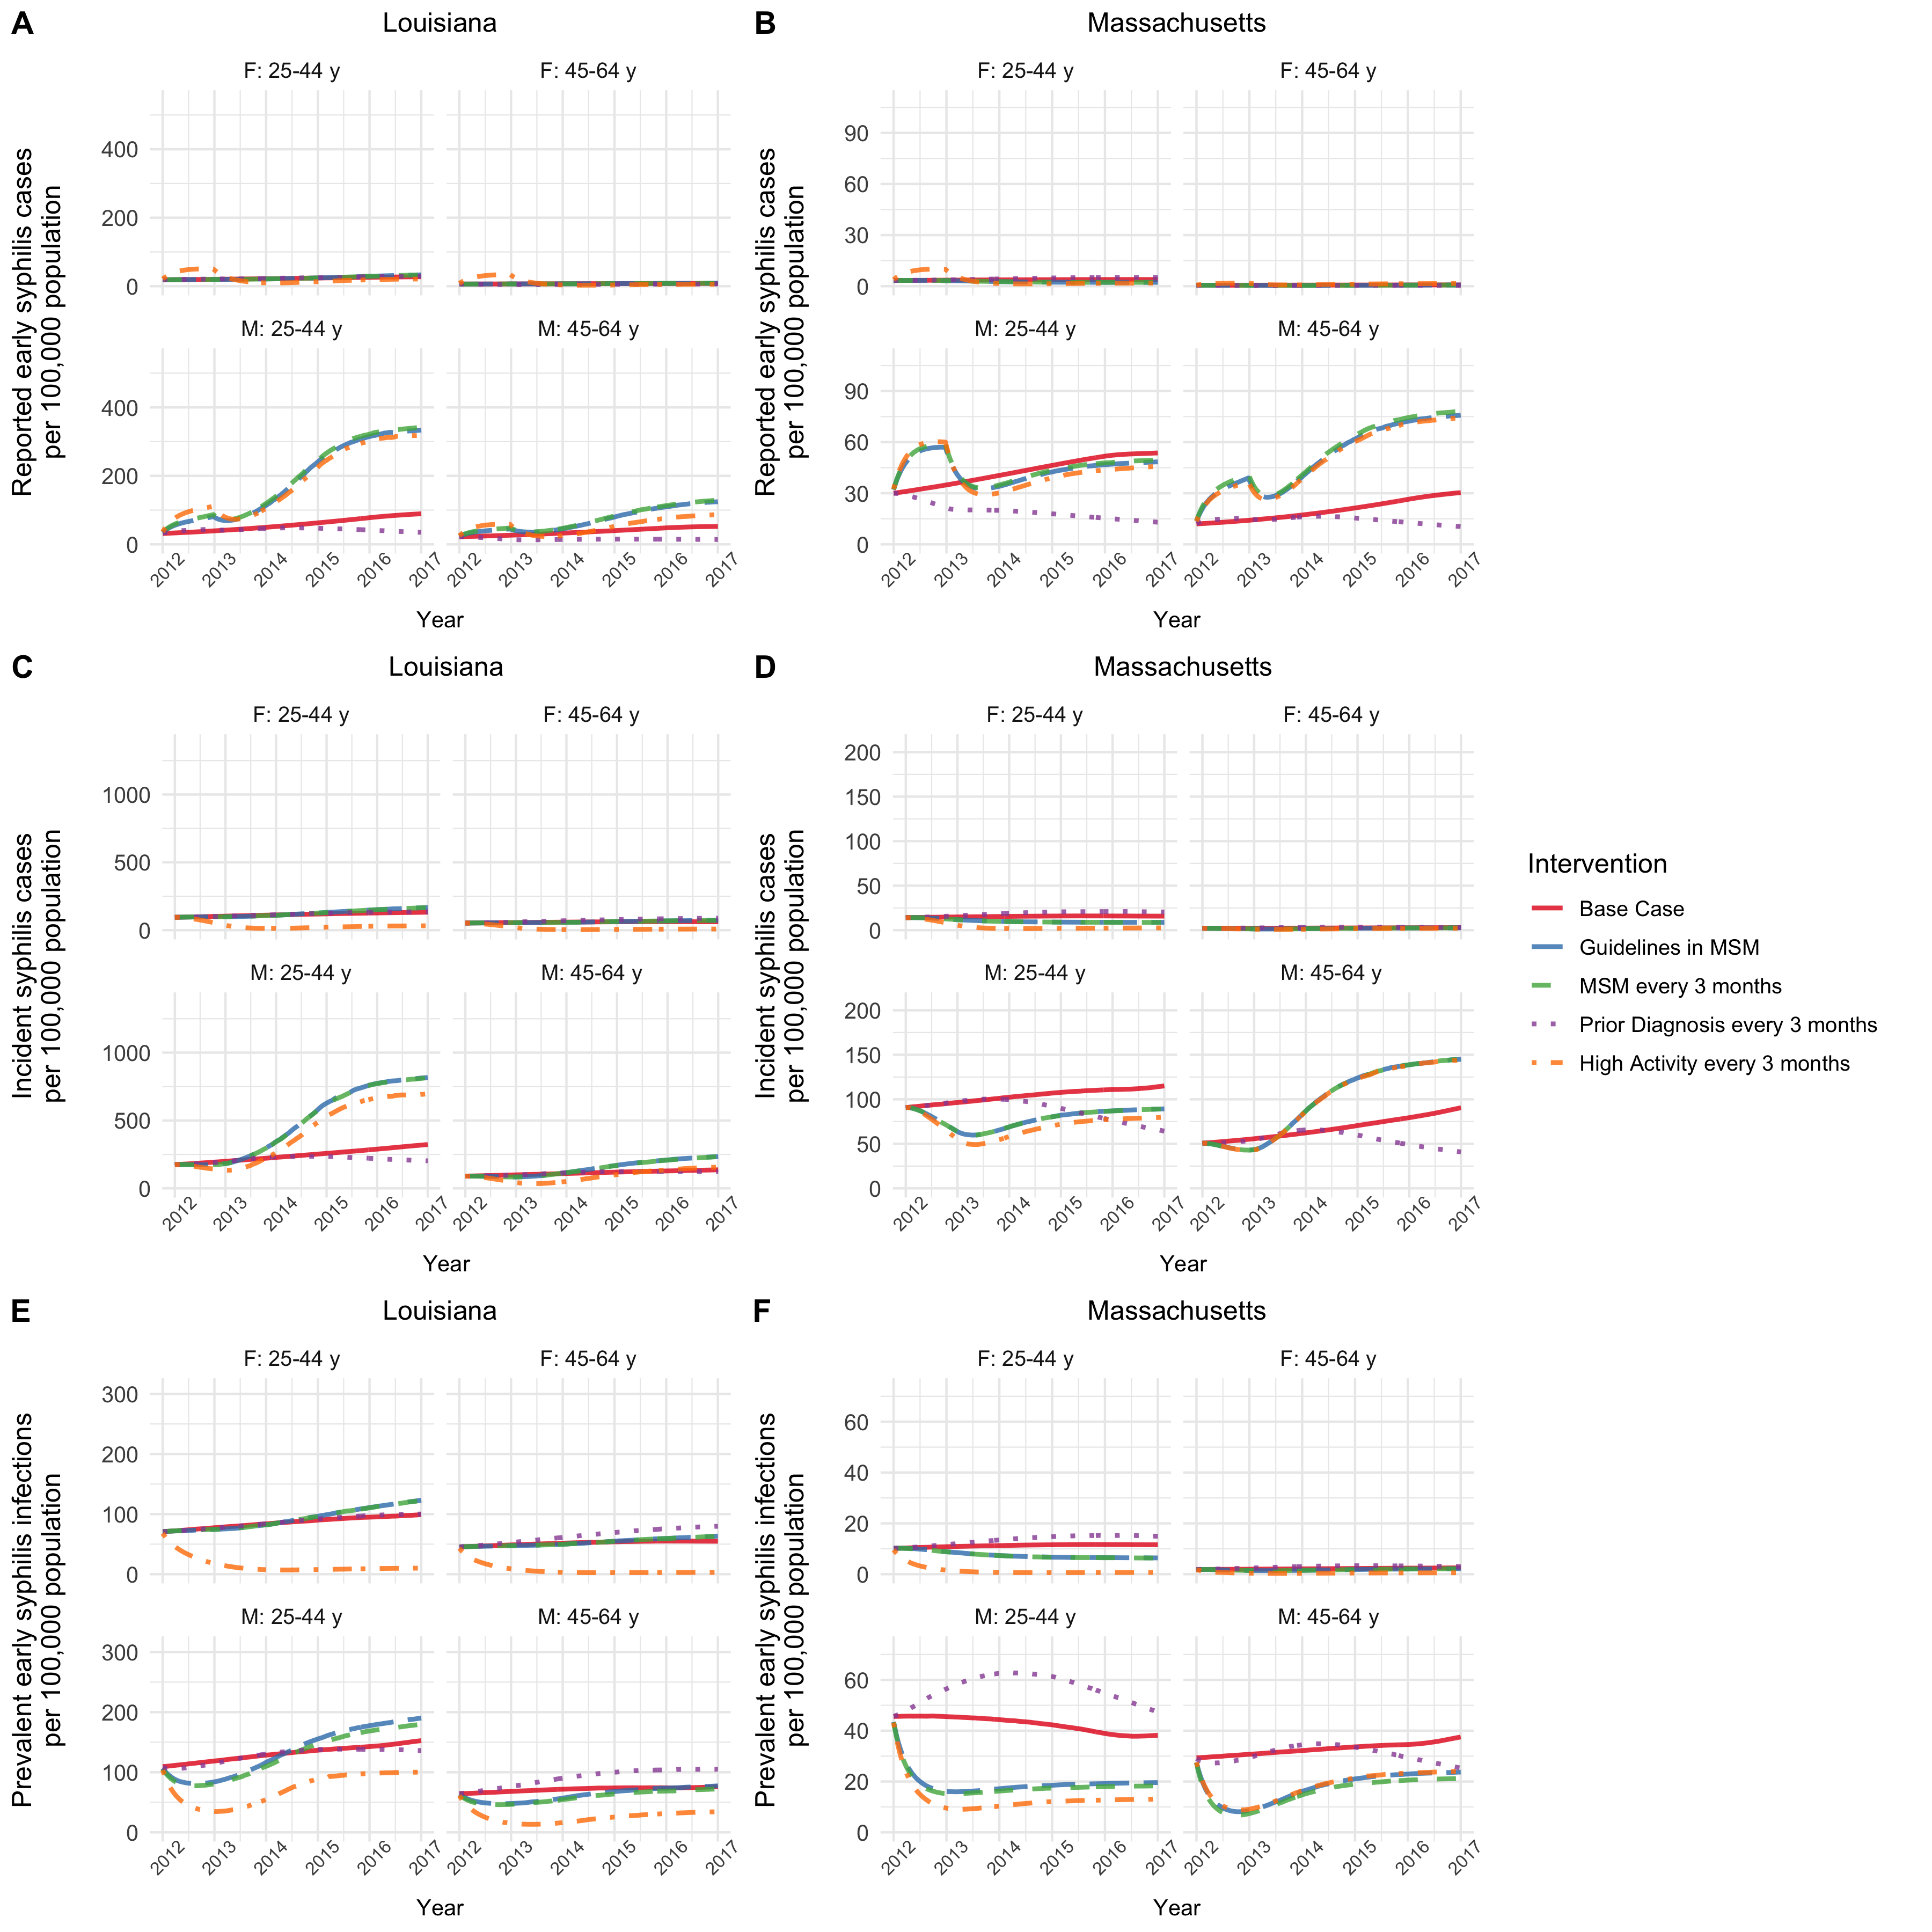 A
Louisiana
F: 25-44 y
F: 45-64 y
Reported early syphilis cases
per 100,000 population
400
200
0
M: 25-44 y
M: 45-64 y
400
200
0
2012
2013
2014
2015
2016
2017
2012
2013
2014
2015
2016
2017
Year
B
Massachusetts
F: 25-44 y
F: 45-64 y
Reported early syphilis cases
per 100,000 population
90
60
30
0
M: 25-44 y
M: 45-64 y
90
60
30
0
2012
2013
2014
2015
2016
2017
2012
2013
2014
2015
2016
2017
Year
C
Louisiana
F: 25-44 y
F: 45-64 y
Incident syphilis cases
per 100,000 population
1000
500
0
M: 25-44 y
M: 45-64 y
1000
500
0
2012
2013
2014
2015
2016
2017
2012
2013
2014
2015
2016
2017
Year
D
Massachusetts
F: 25-44 y
F: 45-64 y
Incident syphilis cases
per 100,000 population
200
150
100
50
0
M: 25-44 y
M: 45-64 y
200
150
100
50
0
2012
2013
2014
2015
2016
2017
2012
2013
2014
2015
2016
2017
Year
Intervention
Base Case
Guidelines in MSM
MSM every 3 months
Prior Diagnosis every 3 months
High Activity every 3 months
E
Louisiana
F: 25-44 y
F: 45-64 y
Prevalent early syphilis infections
per 100,000 population
300
200
100
0
M: 25-44 y
M: 45-64 y
300
200
100
0
2012
2013
2014
2015
2016
2017
2012
2013
2014
2015
2016
2017
Year
F
Massachusetts
F: 25-44 y
F: 45-64 y
Prevalent early syphilis infections
per 100,000 population
60
40
20
0
M: 25-44 y
M: 45-64 y
60
40
20
0
2012
2013
2014
2015
2016
2017
2012
2013
2014
2015
2016
2017
Year